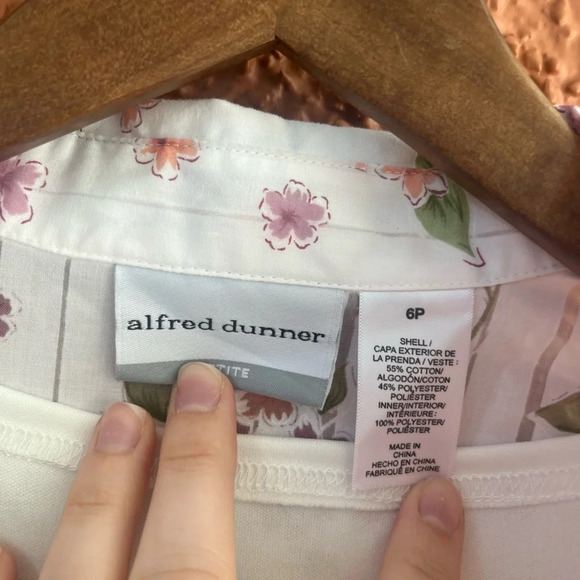 alfred dunner
6P
SHELL/
CAPA EXTERIOR DE
LA PRENDA / VESTE :
55% COTTON/
ALGODÓN/COTON
45% POLYESTER/
POLIÉSTER
INNER/INTERIOR/
INTÉRIEURE :
100% POLYESTER/
POLIÉSTER
MADE IN
CHINA
HECHO EN CHINA
FABRIQUÉ EN CHINE